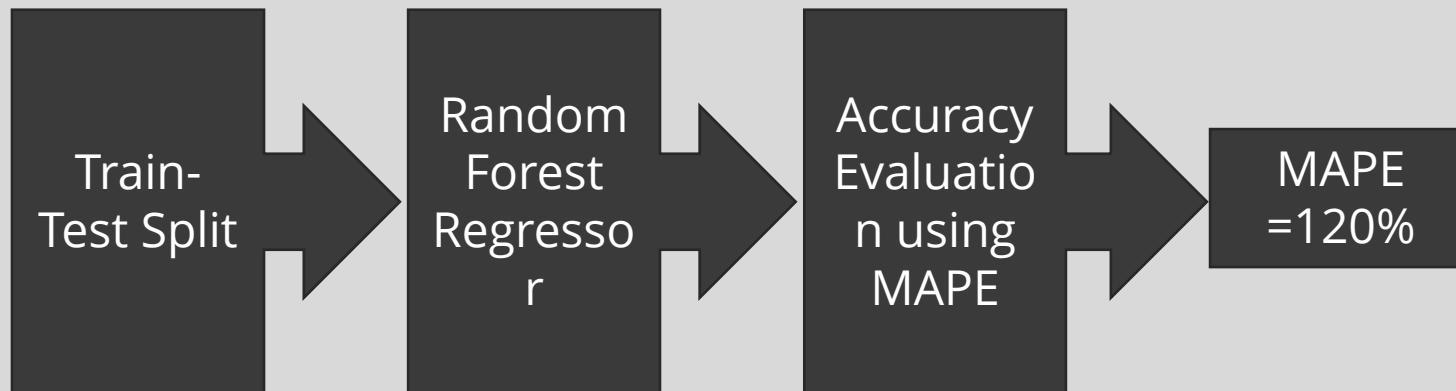 Train-
Test Split
Random
Forest
Regresso
r
Accuracy
Evaluatio
n using
MAPE
MAPE
=120%